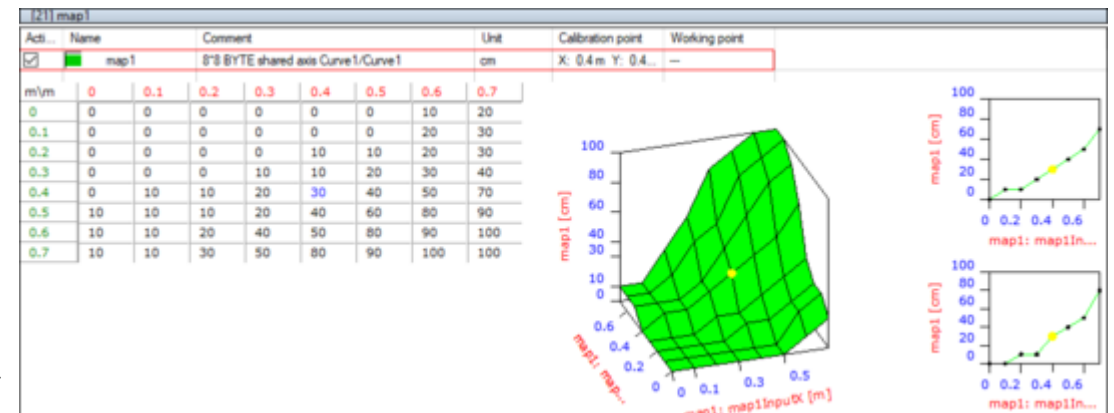 [21] map1
Acti... Name Comment Unit Calibration point Working point
map1 8*8 BYTE shared axis Curve1/Curve1 cm X: 0.4 m Y: 0.4... —
m\m 0 0.1 0.2 0.3 0.4 0.5 0.6 0.7
0 0 0 0 0 0 0 10 20
0.1 0 0 0 0 0 0 20 30
0.2 0 0 0 0 10 10 20 30
0.3 0 0 0 10 10 20 30 40
0.4 0 10 10 20 30 40 50 70
0.5 10 10 10 20 40 60 80 90
0.6 10 10 20 40 50 80 90 100
0.7 10 10 30 50 80 90 100 100
100
80
60
40
30
10
0
map1 [cm]
0.6
0.4
0.2
0
map1: map...
0 0.1 0.3 0.5
map1: map1InputX [m]
100
80
60
40
20
0
map1 [cm]
0 0.2 0.4 0.6
map1: map1In...
100
80
60
40
20
0
map1 [cm]
0 0.2 0.4 0.6
map1: map1In...